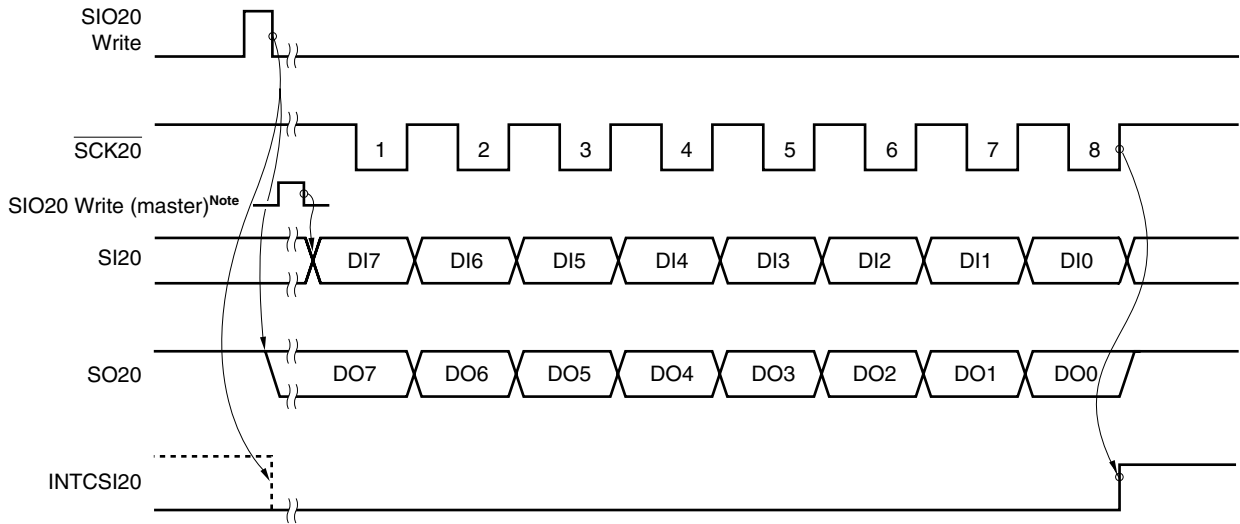 SIO20
Write
SCK20
1 2 3 4 5 6 7 8
SIO20 Write (master)Note
SI20
DI7 DI6 DI5 DI4 DI3 DI2 DI1 DI0
SO20
DO7 DO6 DO5 DO4 DO3 DO2 DO1 DO0
INTCSI20